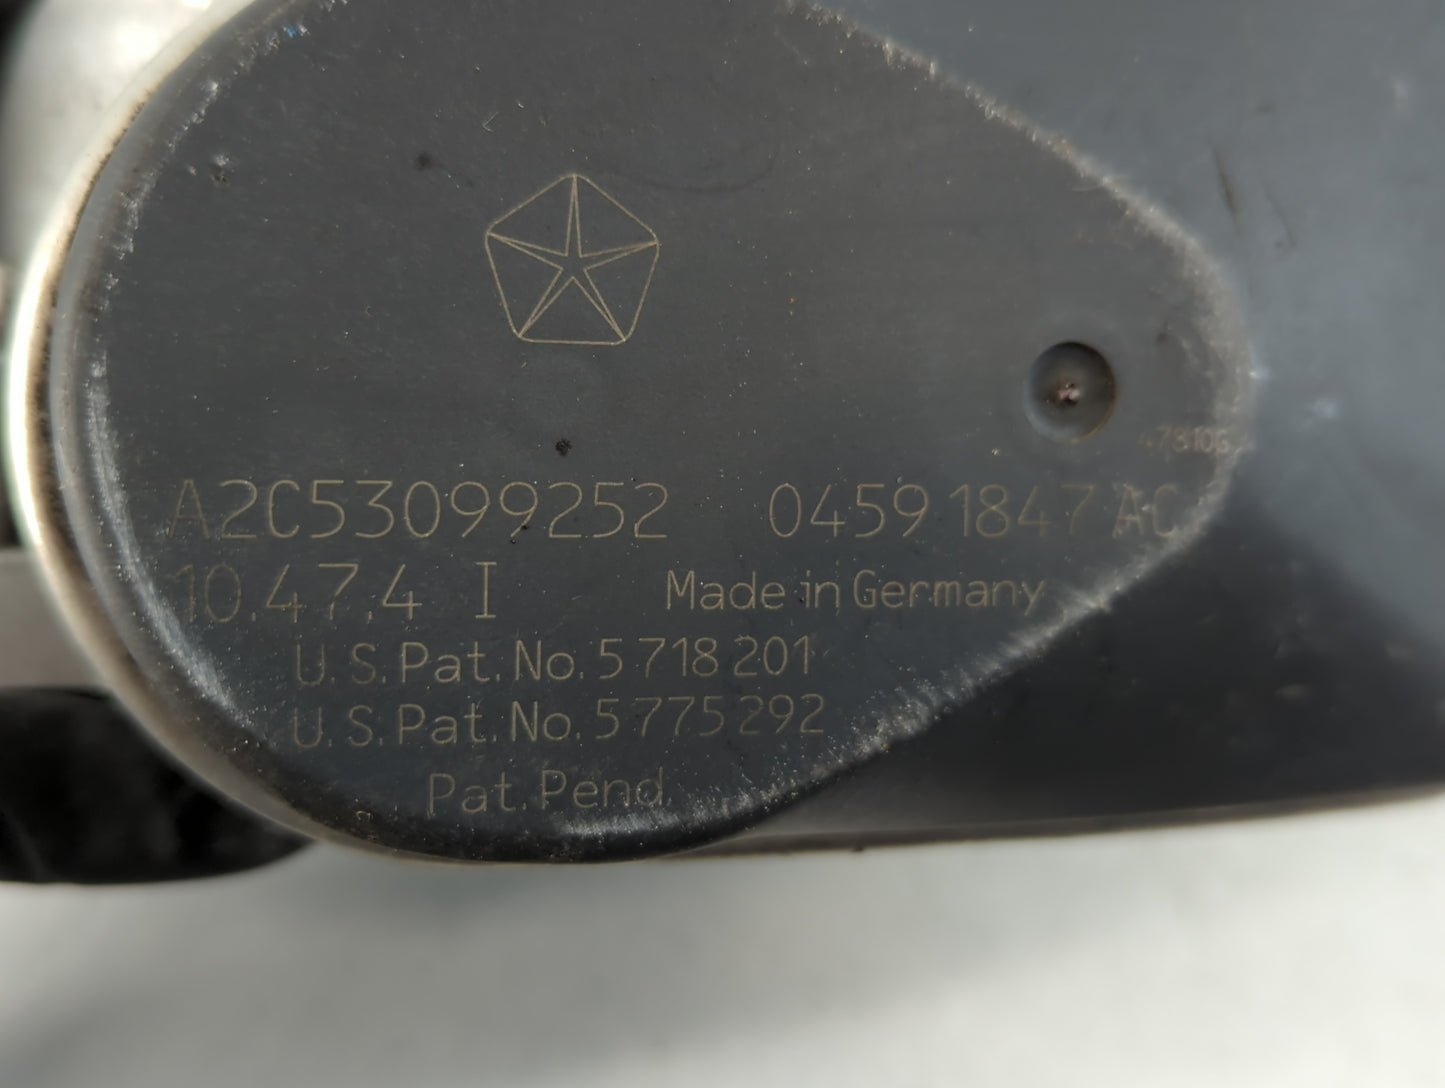 A2C53099252 04591847AC
10.47.4 I Made in Germany
U.S.Pat.No.5718201
U.S.Pat.No.5775292
Pat.Pend.